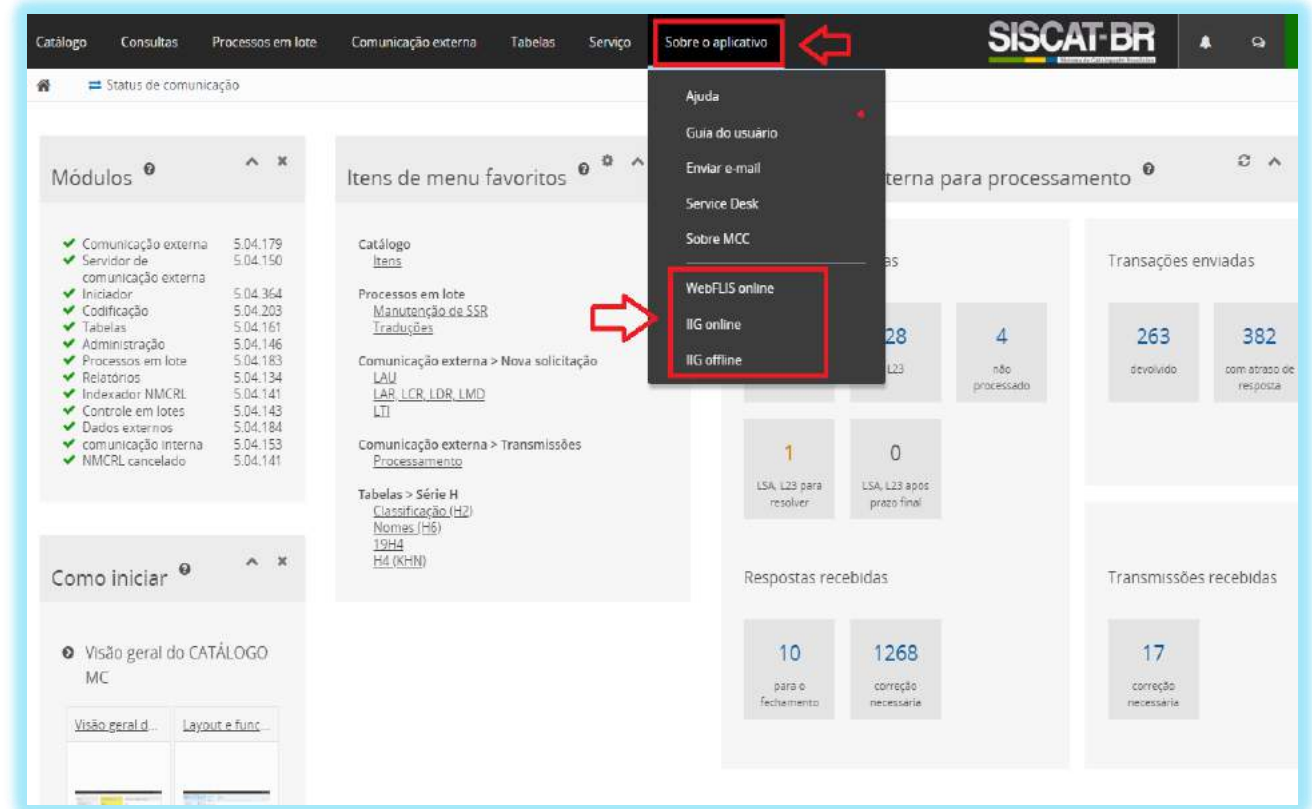 Catálogo Consultas Processos em lote Comunicação externa Tabelas Serviço Sobre o aplicativo SISCAT-BR
Status de comunicação
Ajuda
Guia do usuário
Enviar e-mail
Service Desk
Sobre MCC
WebFLIS online
IIG online
IIG offline
Módulos
Comunicação externa 5.04.179
Servidor de 5.04.150
comunicação externa
Iniciador 5.04.364
Codificação 5.04.203
Tabelas 5.04.161
Administração 5.04.146
Processos em lote 5.04.183
Relatórios 5.04.134
Indexador NMCRL 5.04.141
Controle em lotes 5.04.143
Dados externos 5.04.184
comunicação interna 5.04.153
NMCRL cancelado 5.04.141
Como iniciar
Visão geral do CATÁLOGO
MC
Visão geral d... Layout e func...
Itens de menu favoritos
Catálogo
Itens
Processos em lote
Manutenção de SSR
Traduções
Comunicação externa > Nova solicitação
LAU
LAR, LCR, LDR, LMD
LTI
Comunicação externa > Transmissões
Processamento
Tabelas > Série H
Classificação (H2)
Nomes (H6)
19H4
H4 (KHN)
terna para processamento
as
28
L23
4
não
processado
1
LSA, L23 para
resolver
0
LSA, L23 apos
prazo final
Transações enviadas
263
devolvido
382
com atraso de
resposta
Respostas recebidas
10
para o
fechamento
1268
correção
necessaria
Transmissões recebidas
17
correção
necessaria